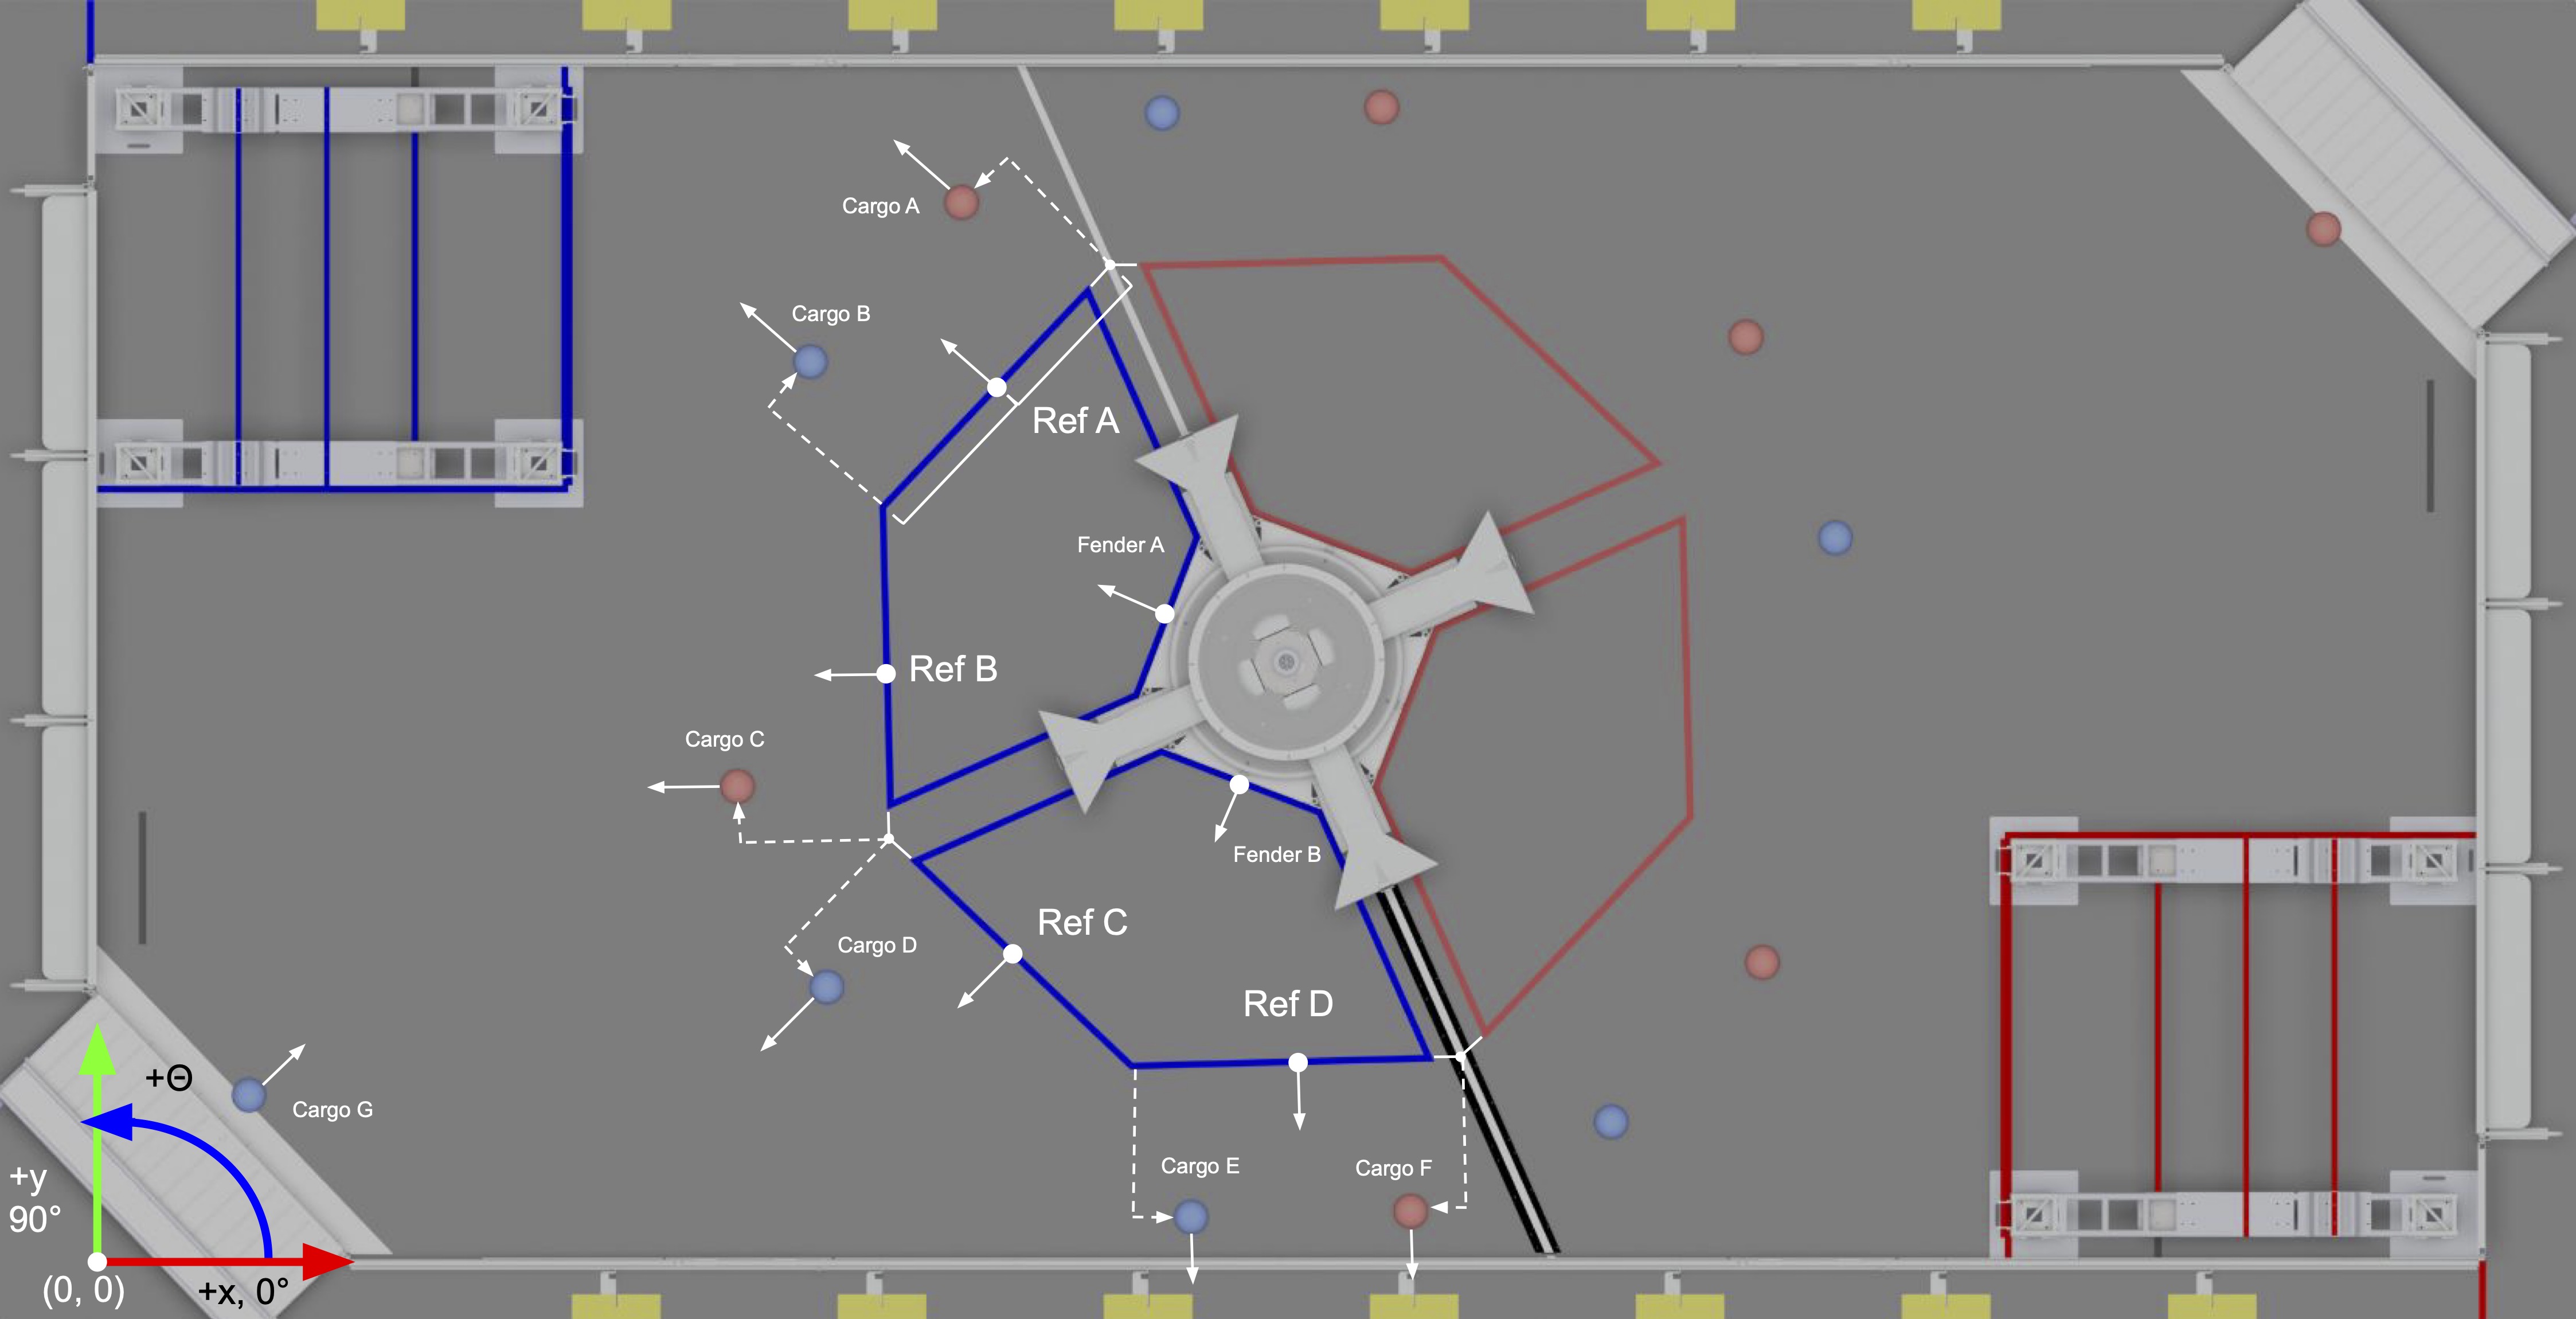 Cargo A
Cargo B
Ref A
Fender A
Ref B
Cargo C
Fender B
Ref C
Cargo D
Ref D
+Θ
Cargo G
Cargo E
Cargo F
+y
90°
(0, 0)
+x, 0°